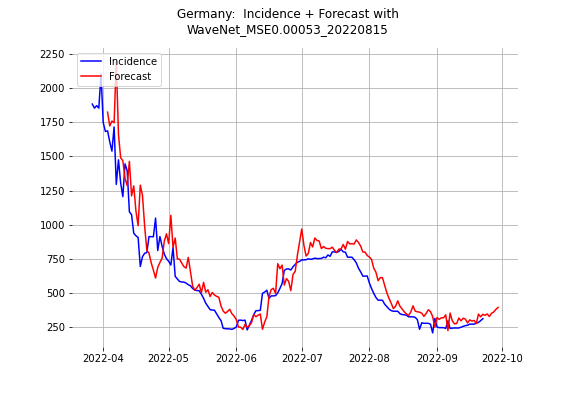 Germany:  Incidence + Forecast with
WaveNet_MSE0.00053_20220815
2250
2000
1750
1500
1250
1000
750
500
250
Incidence
Forecast
2022-04 2022-05 2022-06 2022-07 2022-08 2022-09 2022-10